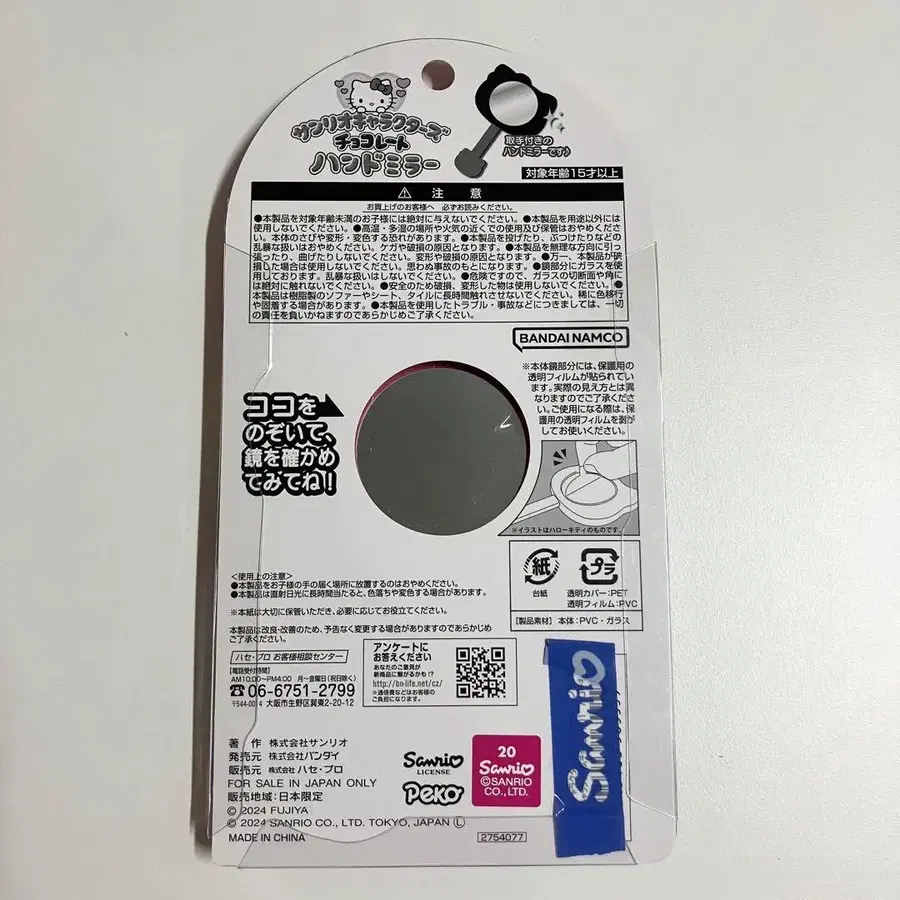 サンリオキャラクターズ
チョコレート
ハンドミラー
取手付きの
ハンドミラーです♪
対象年齢15才以上
⚠ 注意
お買上げのお客様へ 必ずお読みください。
●本製品を対象年齢未満のお子様には絶対に与えないでください。●本製品を用途以外には
使用しないでください。●高温・多湿の場所や火気の近くでの使用及び保管はおやめくださ
い。本体のさびや変形・変色する恐れがあります。●本製品を投げたり、ぶつけたりなどの
乱暴な扱いはおやめください。ケガや破損の原因となります。●本製品を無理な方向に引っ
張ったり、曲げたりしないでください。変形や破損の原因となります。●万一、本製品が破
損した場合は使用しないでください。思わぬ事故のもとになります。●鏡部分にガラスを使
用しております。乱暴な扱いはしないでください。●危険ですので、ガラスの切断面や角に
は絶対に触れないでください。●安全のため破損、変形した物は使用しないでください。●
本製品は樹脂製のソファーやシート、タイルに長時間触れさせないでください。稀に色移行
や固着する場合があります。●本製品を使用したトラブル・事故などにつきましては、一切
の責任を負いかねますのであらかじめご了承ください。
BANDAI NAMCO
※本体鏡部分には、保護用の
透明フィルムが貼られていま
す。実際の見え方とは異
なりますのでご了承くださ
い。ご使用になる際は、保
護用の透明フィルムを剥が
してお使いください。
ココを
のぞいて、
鏡を確かめ
てみてね!
※イラストはハローキティのものです。
紙
台紙
プラ
透明カバー:PET
透明フィルム:PVC
【製品素材】本体:PVC・ガラス
<使用上の注意>
●本製品をお子様の手の届く場所に放置するのはおやめください。
●本製品は直射日光に長時間当たると、色落ちや変色する場合があります。
※本紙は大切に保管いただき、必要に応じてお役立てください。
本製品は改良・改善のため、予告なく変更する場合がありますのであらかじめ
ご了承ください。
ハセ・プロ お客様相談センター
【電話受付時間】
AM10:00〜PM4:00 月〜金曜日(祝日除く)
☎06-6751-2799
〒544-0014 大阪市生野区巽東2-20-12
アンケートに
お答えください
あなたのご意見が
新商品に繋がるかも!?
http://bn-life.net/cz/
※通信費などはお客様の
ご負担になります。
著 作 株式会社サンリオ
発売元 株式会社バンダイ
販売元 株式会社 ハセ・プロ
FOR SALE IN JAPAN ONLY
販売地域:日本限定
© 2024 FUJIYA
© 2024 SANRIO CO., LTD. TOKYO, JAPAN Ⓛ
MADE IN CHINA
Sanrio
LICENSE
PeKo
20
Sanrio
©SANRIO
CO.,LTD.
2754077
Sanrio